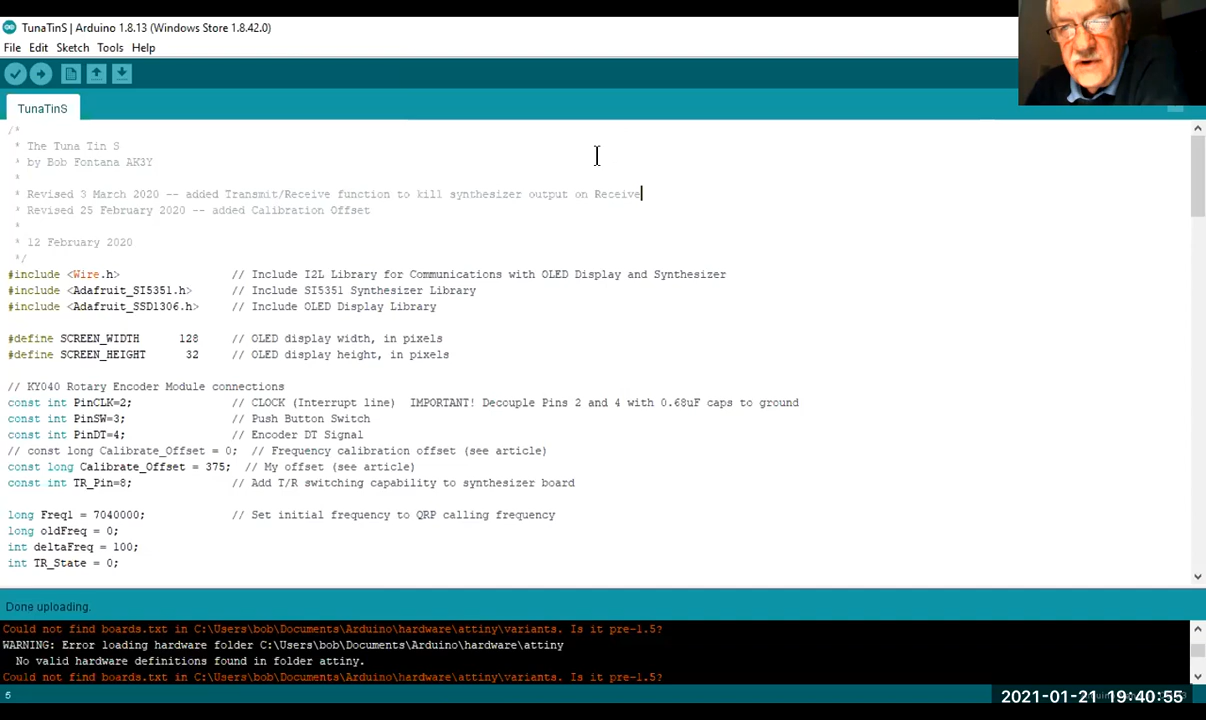 TunaTinS | Arduino 1.8.13 (Windows Store 1.8.42.0)
File Edit Sketch Tools Help
TunaTinS
/*
* The Tuna Tin S
* by Bob Fontana AK3Y
*
* Revised 3 March 2020 -- added Transmit/Receive function to kill synthesizer output on Receive
* Revised 25 February 2020 -- added Calibration Offset
*
* 12 February 2020
*/
#include <Wire.h> // Include I2L Library for Communications with OLED Display and Synthesizer
#include <Adafruit_SI5351.h> // Include SI5351 Synthesizer Library
#include <Adafruit_SSD1306.h> // Include OLED Display Library
#define SCREEN_WIDTH 128 // OLED display width, in pixels
#define SCREEN_HEIGHT 32 // OLED display height, in pixels
// KY040 Rotary Encoder Module connections
const int PinCLK=2; // CLOCK (Interrupt line) IMPORTANT! Decouple Pins 2 and 4 with 0.68uF caps to ground
const int PinSW=3; // Push Button Switch
const int PinDT=4; // Encoder DT Signal
// const long Calibrate_Offset = 0; // Frequency calibration offset (see article)
const long Calibrate_Offset = 375; // My offset (see article)
const int TR_Pin=8; // Add T/R switching capability to synthesizer board
long Freq1 = 7040000; // Set initial frequency to QRP calling frequency
long oldFreq = 0;
int deltaFreq = 100;
int TR_State = 0;
Done uploading.
Could not find boards.txt in C:\Users\bob\Documents\Arduino\hardware\attiny\variants. Is it pre-1.5?
WARNING: Error loading hardware folder C:\Users\bob\Documents\Arduino\hardware\attiny
No valid hardware definitions found in folder attiny.
Could not find boards.txt in C:\Users\bob\Documents\Arduino\hardware\attiny\variants. Is it pre-1.5?
5
2021-01-21 19:40:55